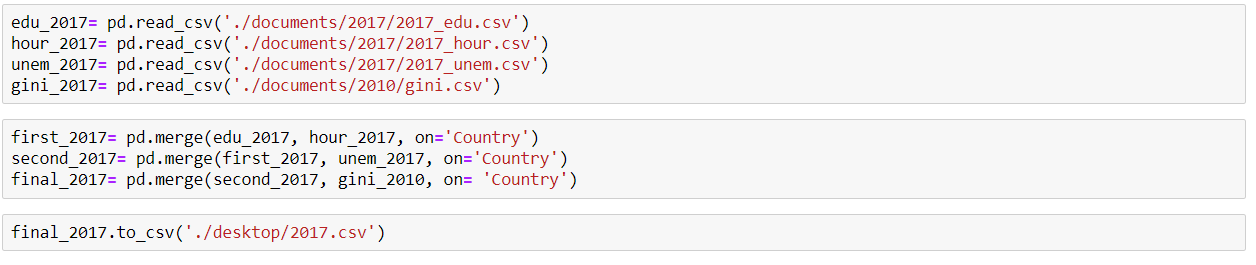 edu_2017= pd.read_csv('./documents/2017/2017_edu.csv')
hour_2017= pd.read_csv('./documents/2017/2017_hour.csv')
unem_2017= pd.read_csv('./documents/2017/2017_unem.csv')
gini_2017= pd.read_csv('./documents/2010/gini.csv')
first_2017= pd.merge(edu_2017, hour_2017, on='Country')
second_2017= pd.merge(first_2017, unem_2017, on='Country')
final_2017= pd.merge(second_2017, gini_2010, on= 'Country')
final_2017.to_csv('./desktop/2017.csv')